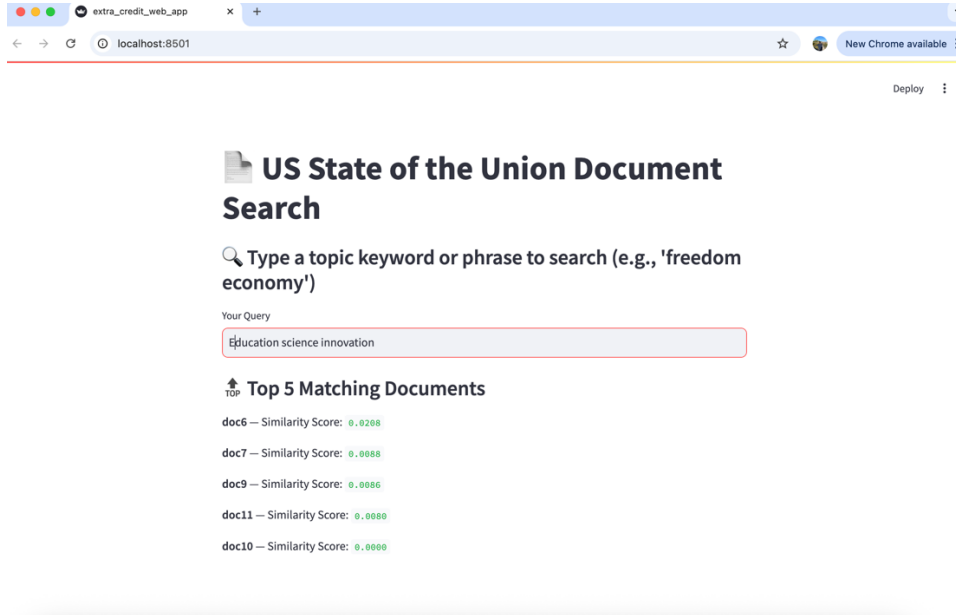 extra_credit_web_app
localhost:8501
New Chrome available
Deploy
US State of the Union Document
Search
Type a topic keyword or phrase to search (e.g., 'freedom
economy')
Your Query
Education science innovation
TOP
Top 5 Matching Documents
doc6 — Similarity Score: 0.0208
doc7 — Similarity Score: 0.0088
doc9 — Similarity Score: 0.0086
doc11 — Similarity Score: 0.0080
doc10 — Similarity Score: 0.0000